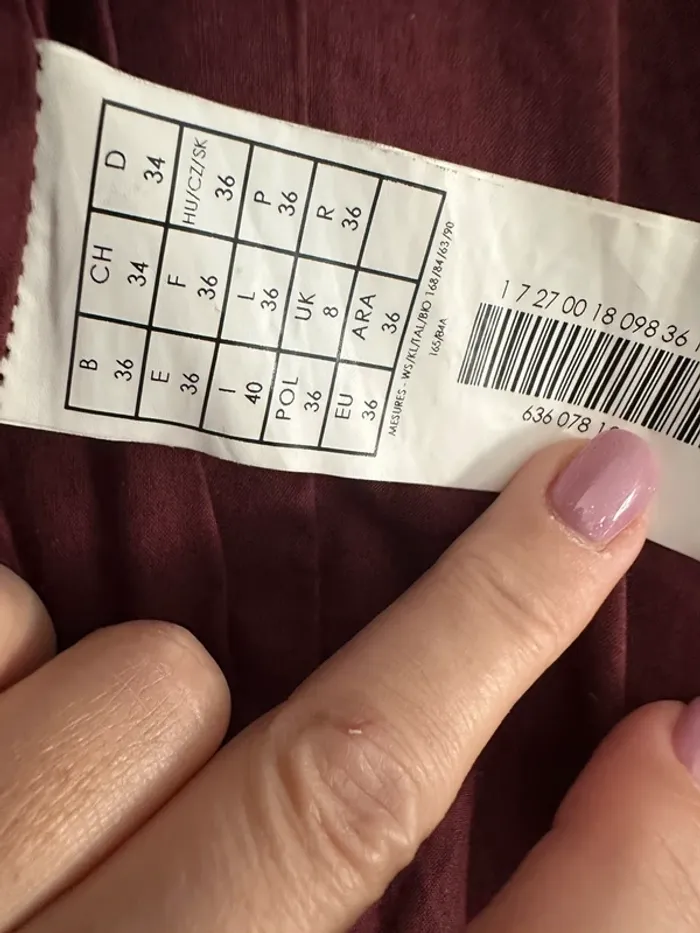 B CH D
36 34 34
E F HU/CZ/SK
36 36 36
I L P
40 36 36
POL UK R
36 8 36
EU ARA
36 36
MESURES - WS/KL/TAL/BIO 168/84/63/90
165/84A
1 7 27 00 18 098 36
636 078